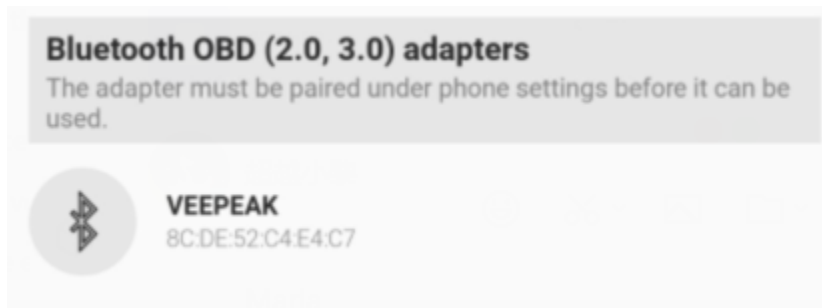 Bluetooth OBD (2.0, 3.0) adapters
The adapter must be paired under phone settings before it can be
used.
VEEPEAK
8C:DE:52:C4:E4:C7